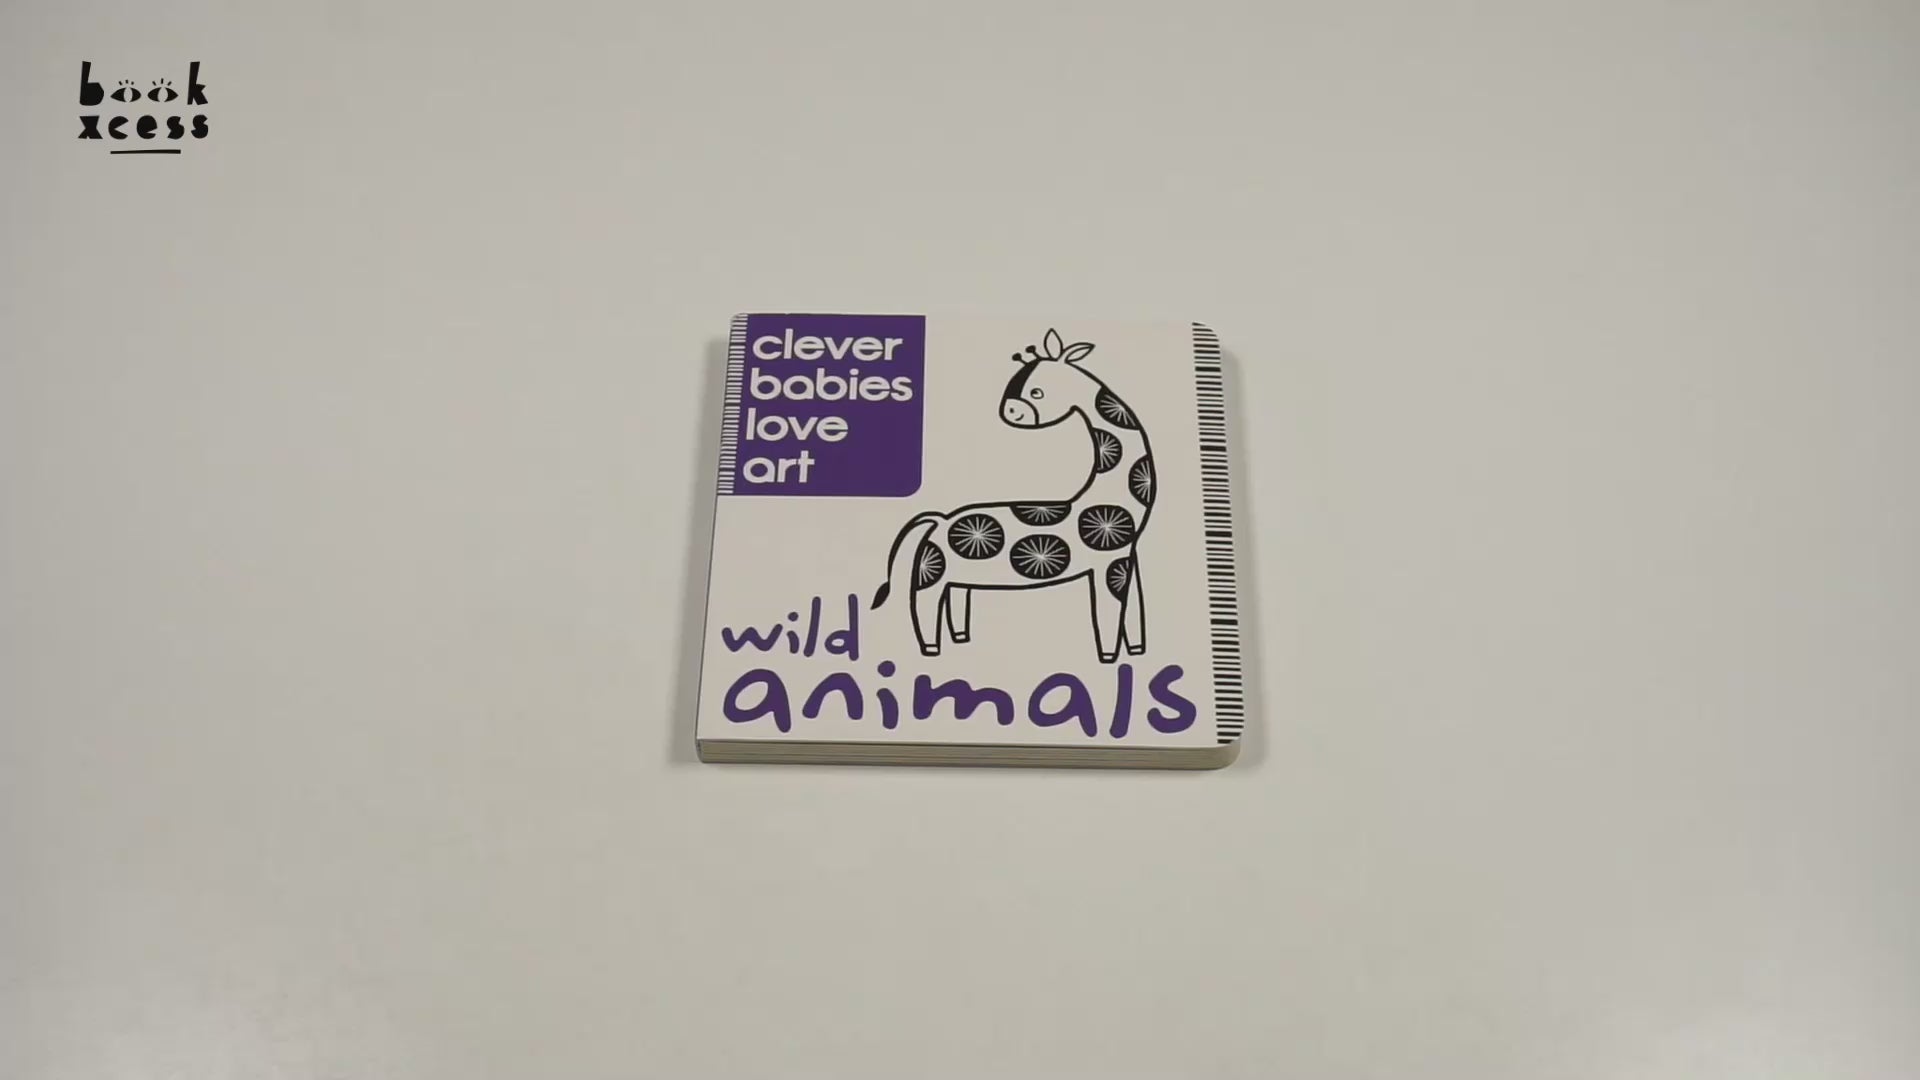 book
xcess
clever
babies
love
art
wild
animals